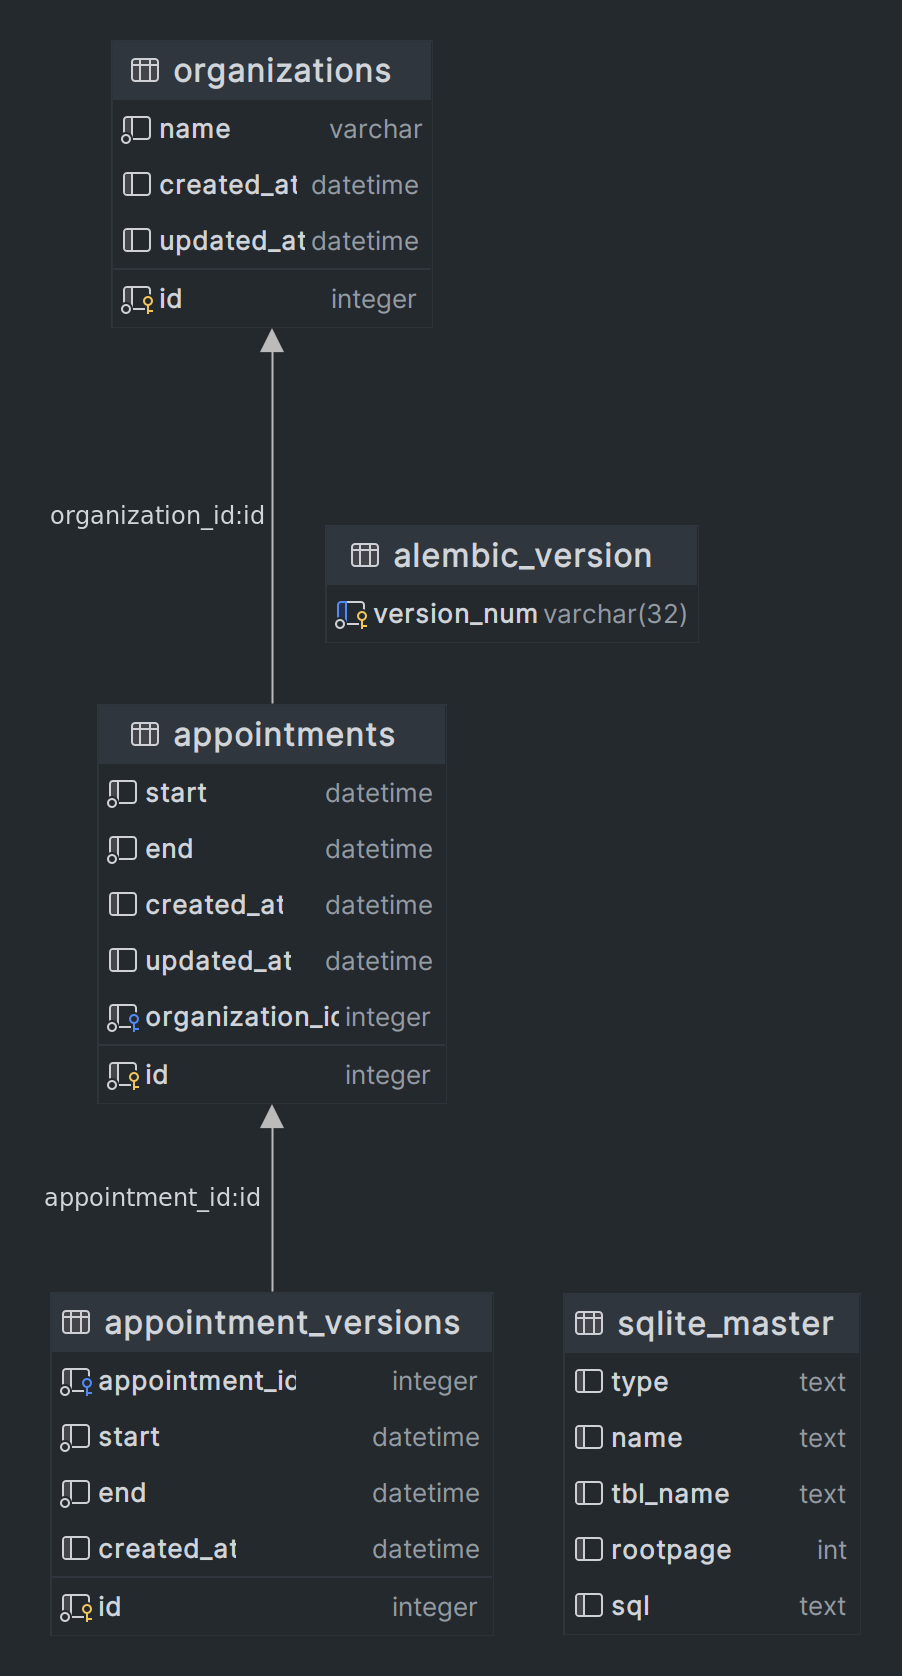 organizations
name varchar
created_at datetime
updated_at datetime
id integer
organization_id:id
alembic_version
version_num varchar(32)
appointments
start datetime
end datetime
created_at datetime
updated_at datetime
organization_id integer
id integer
appointment_id:id
appointment_versions
appointment_id integer
start datetime
end datetime
created_at datetime
id integer
sqlite_master
type text
name text
tbl_name text
rootpage int
sql text